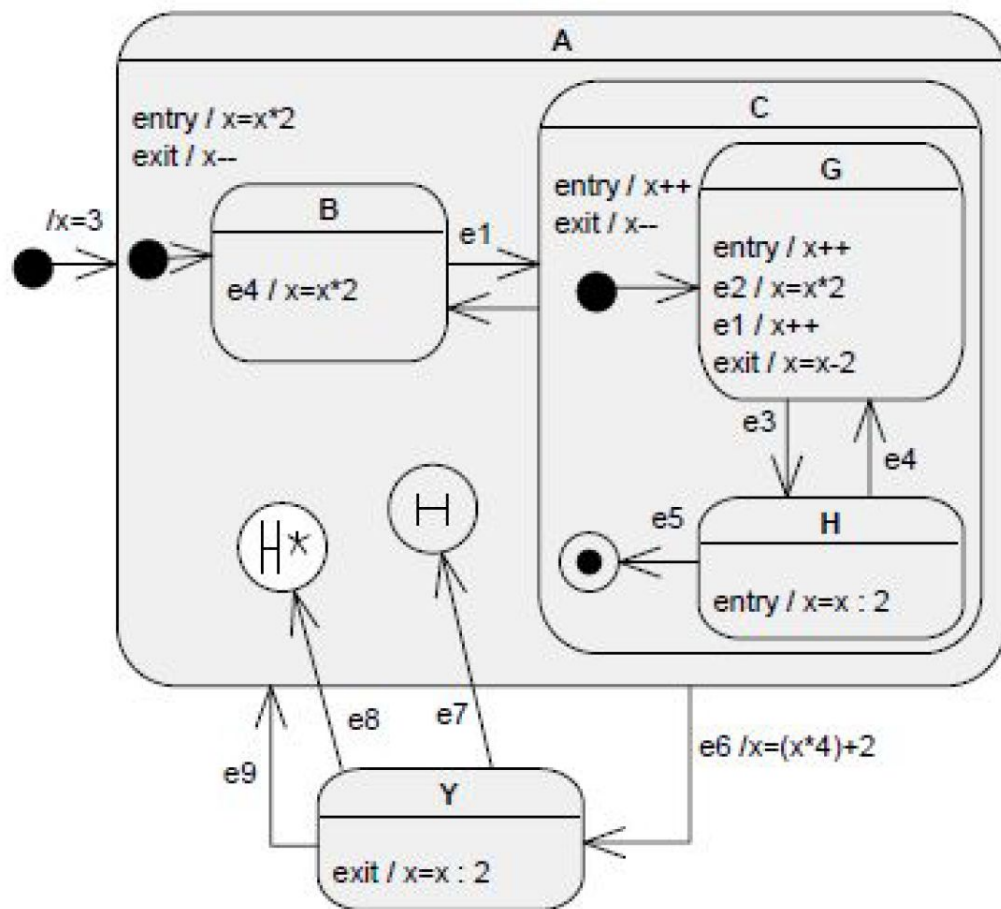 A
entry / x=x*2
exit / x--
/x=3
B
e4 / x=x*2
e1
C
entry / x++
exit / x--
G
entry / x++
e2 / x=x*2
e1 / x++
exit / x=x-2
e3
e4
H
entry / x=x : 2
e5
H*
H
e8
e7
e9
e6 /x=(x*4)+2
Y
exit / x=x : 2